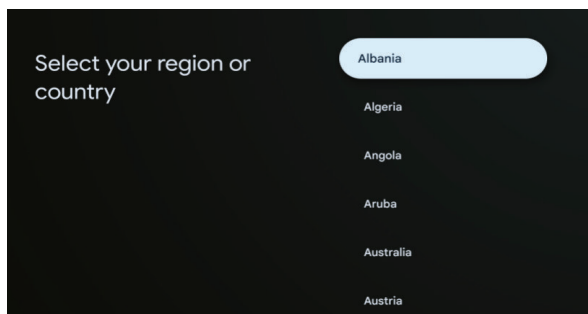 Select your region or
country
Albania
Algeria
Angola
Aruba
Australia
Austria